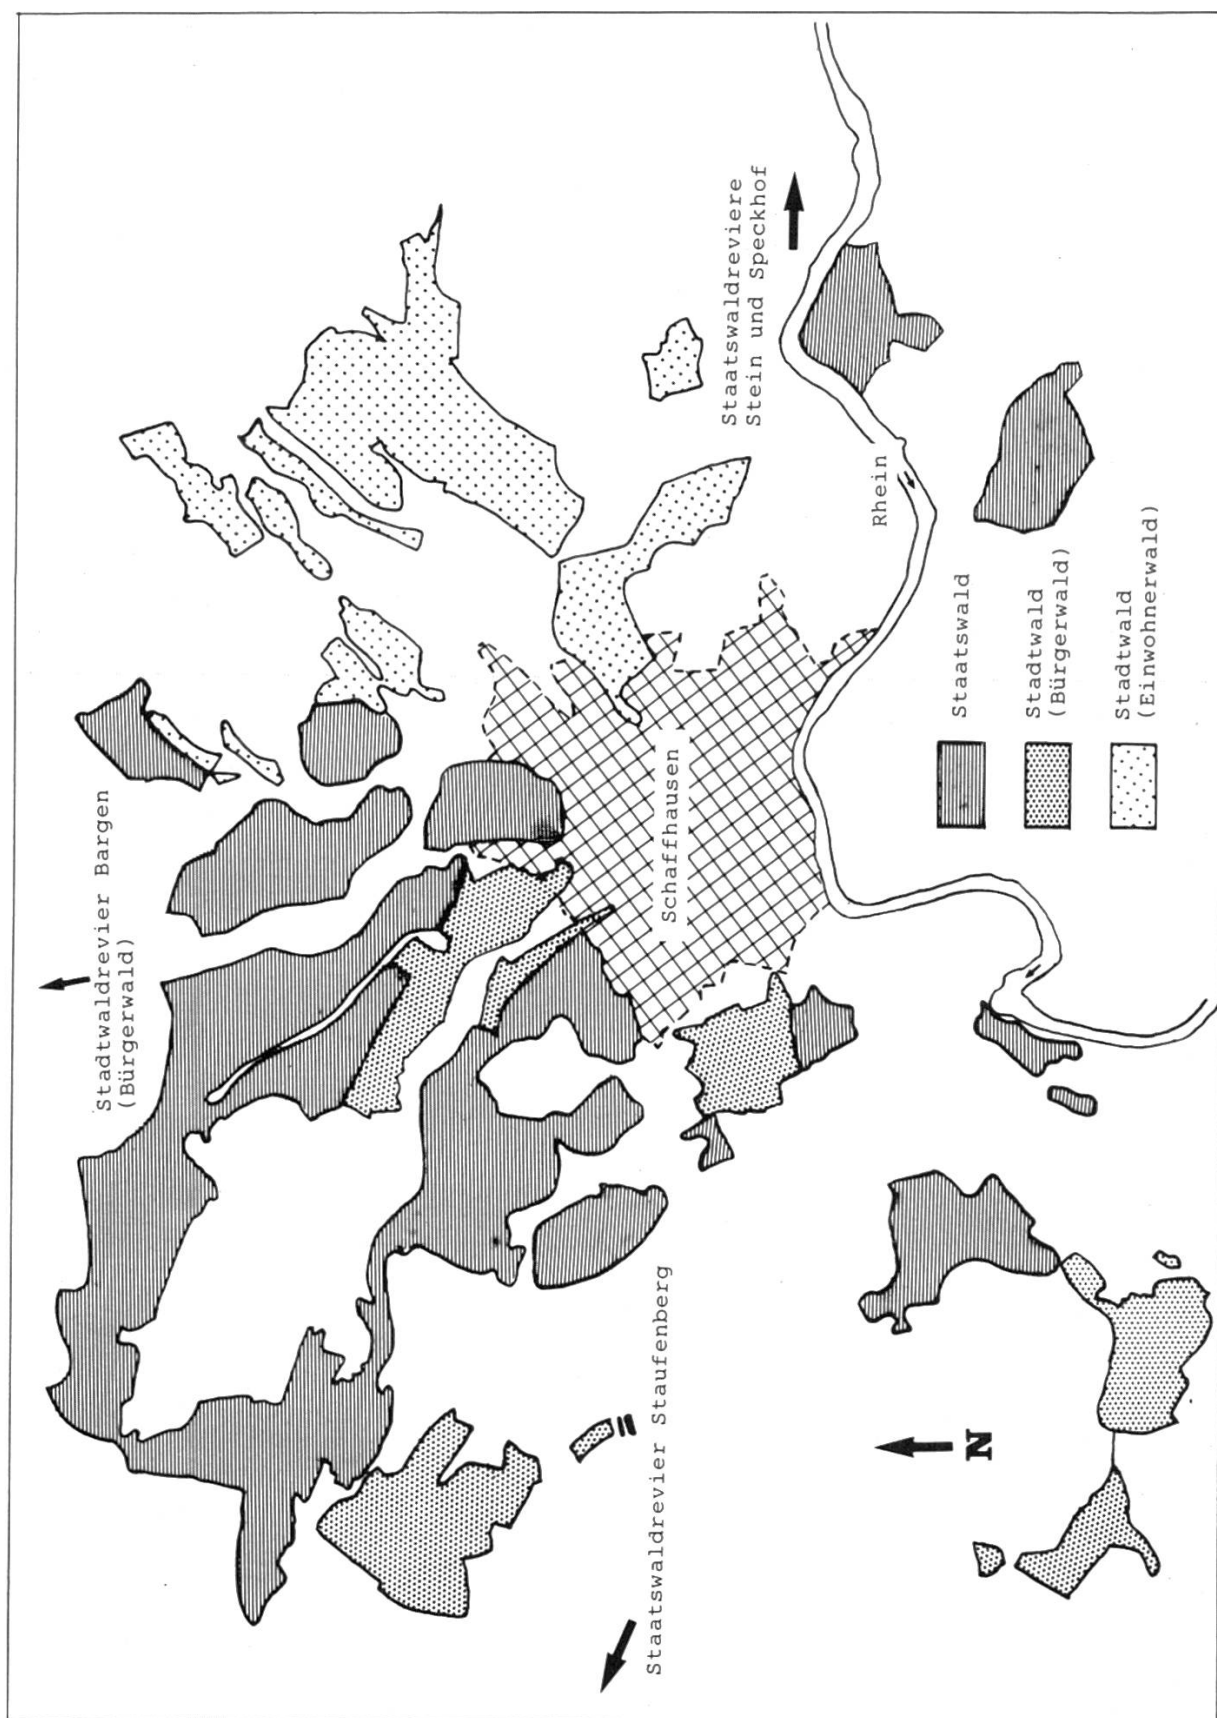 Stadtwaldrevier Bargen
(Bürgerwald)
Staatswaldreviere
Stein und Speckhof
Rhein
Schaffhausen
Staatswald
Stadtwald
(Bürgerwald)
Stadtwald
(Einwohnerwald)
Staatswaldrevier Staufenberg
N